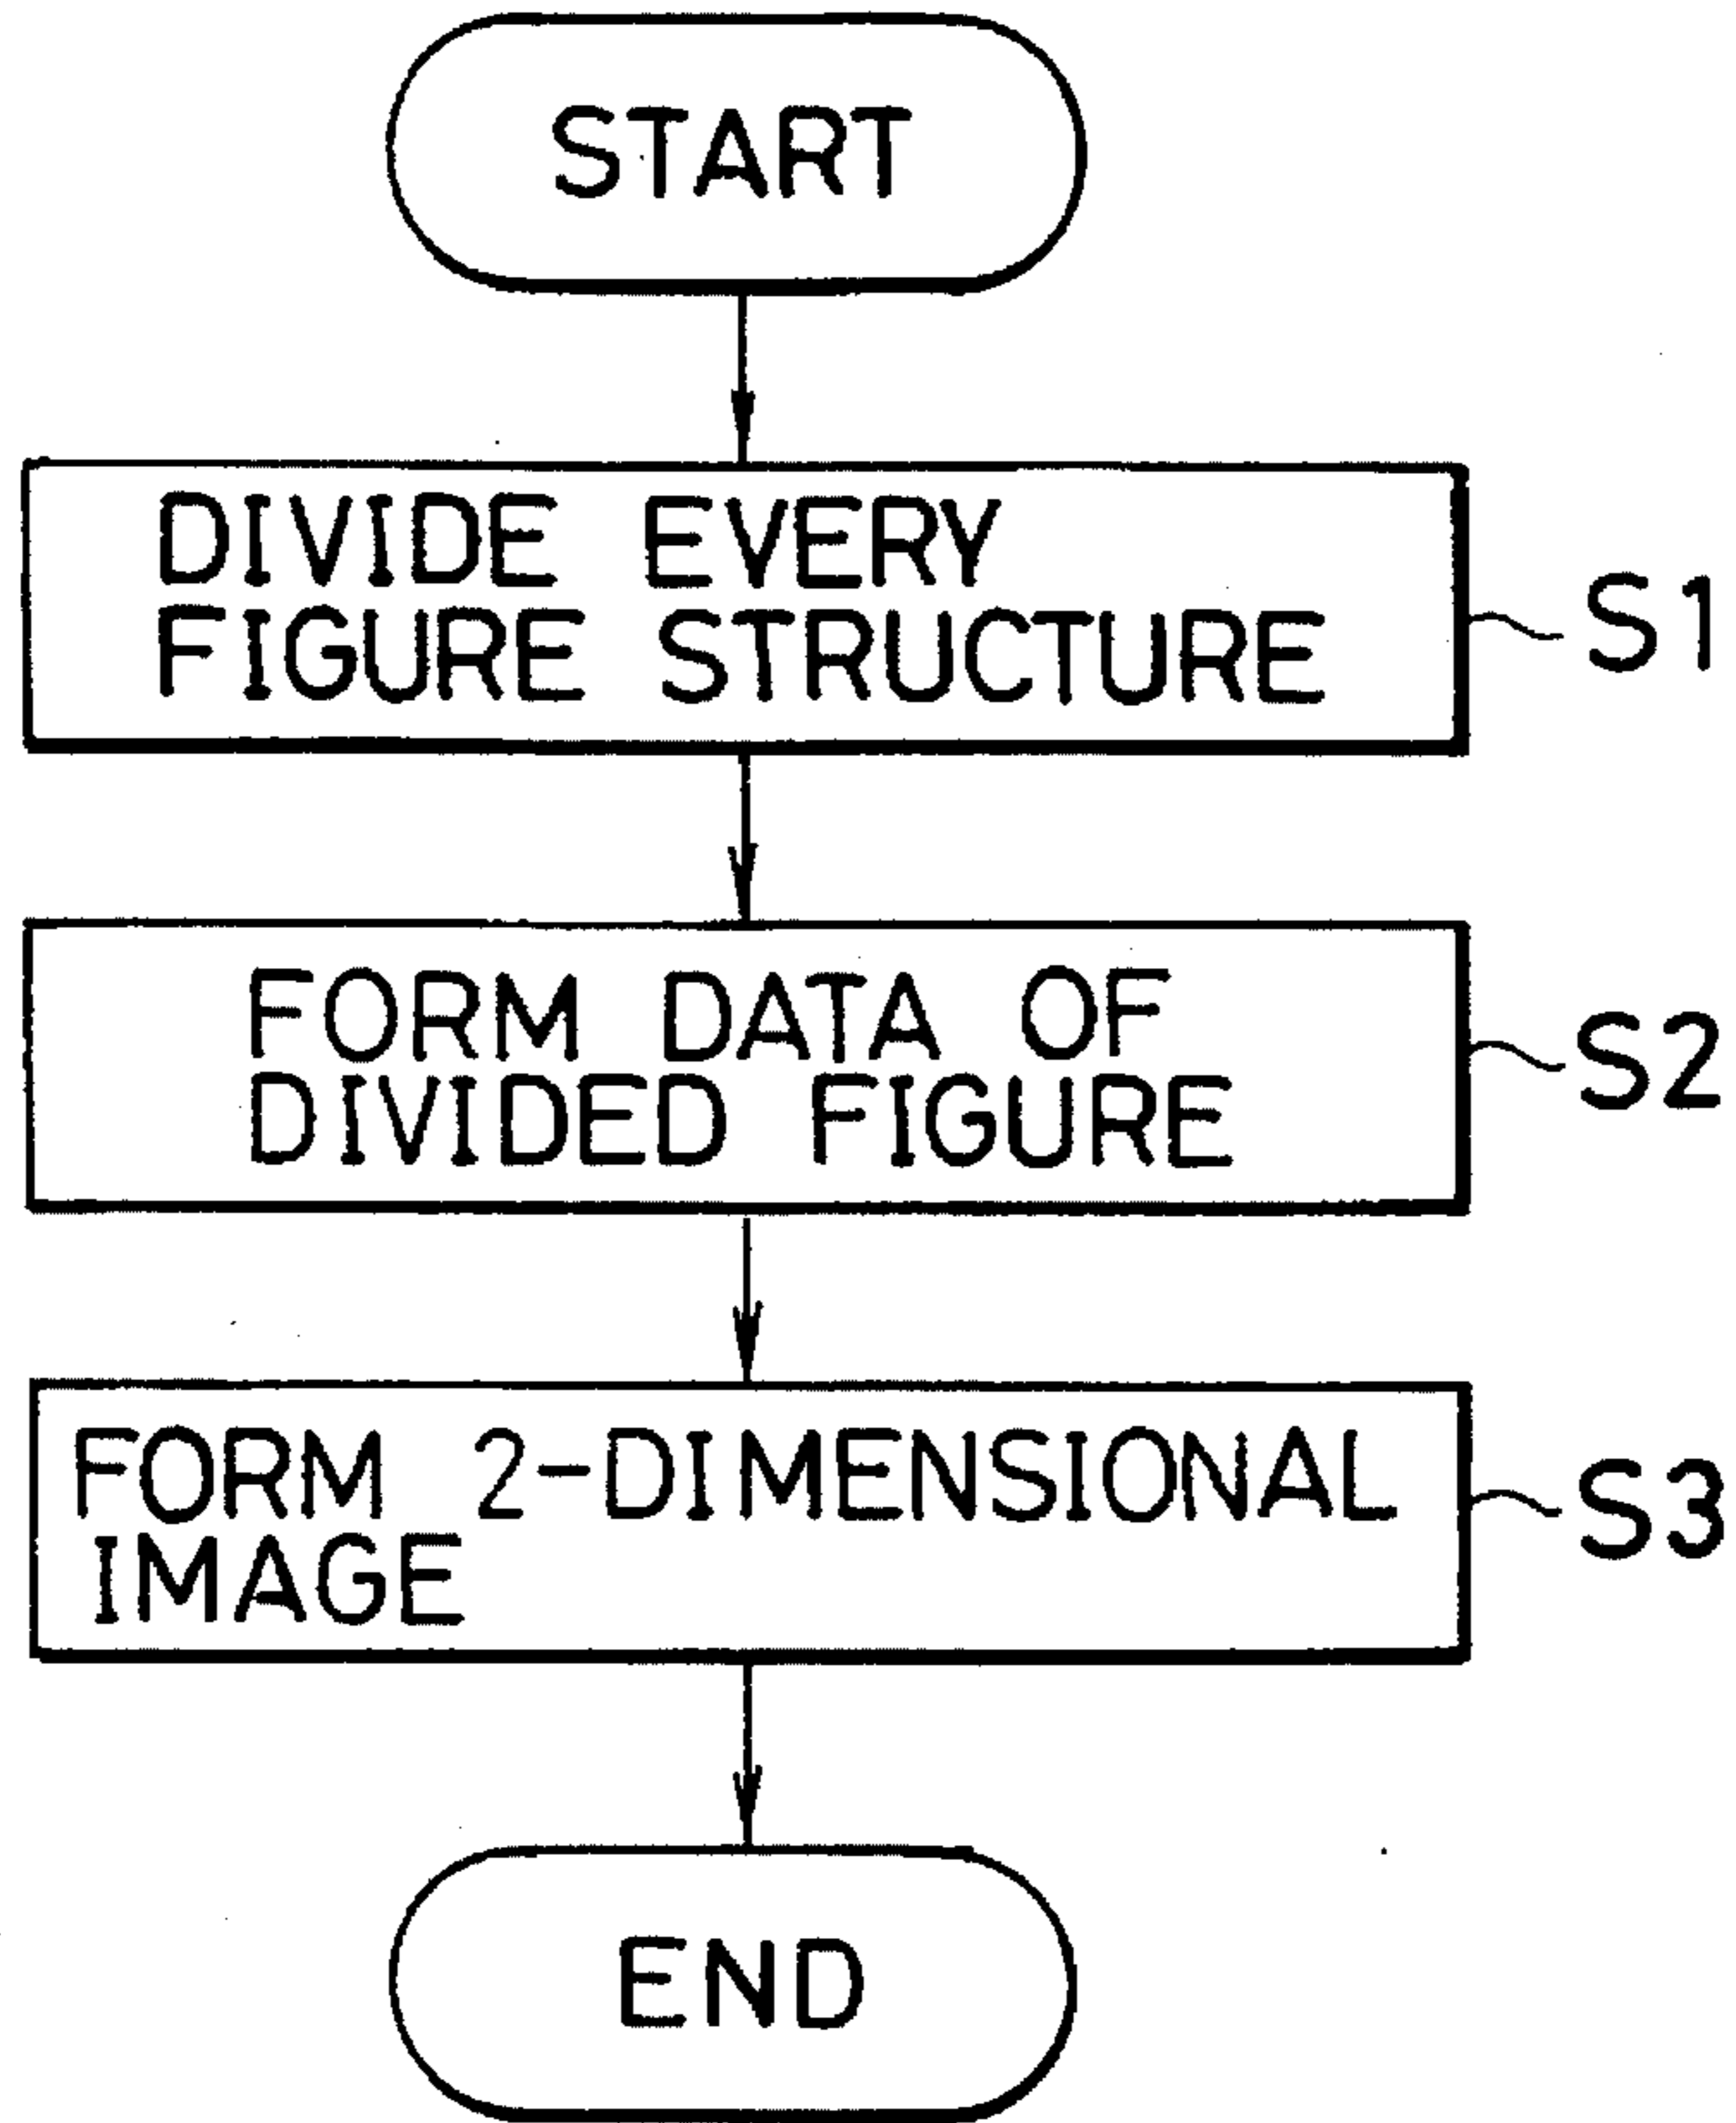 START
DIVIDE EVERY
FIGURE STRUCTURE
S1
FORM DATA OF
DIVIDED FIGURE
S2
FORM 2-DIMENSIONAL
IMAGE
S3
END